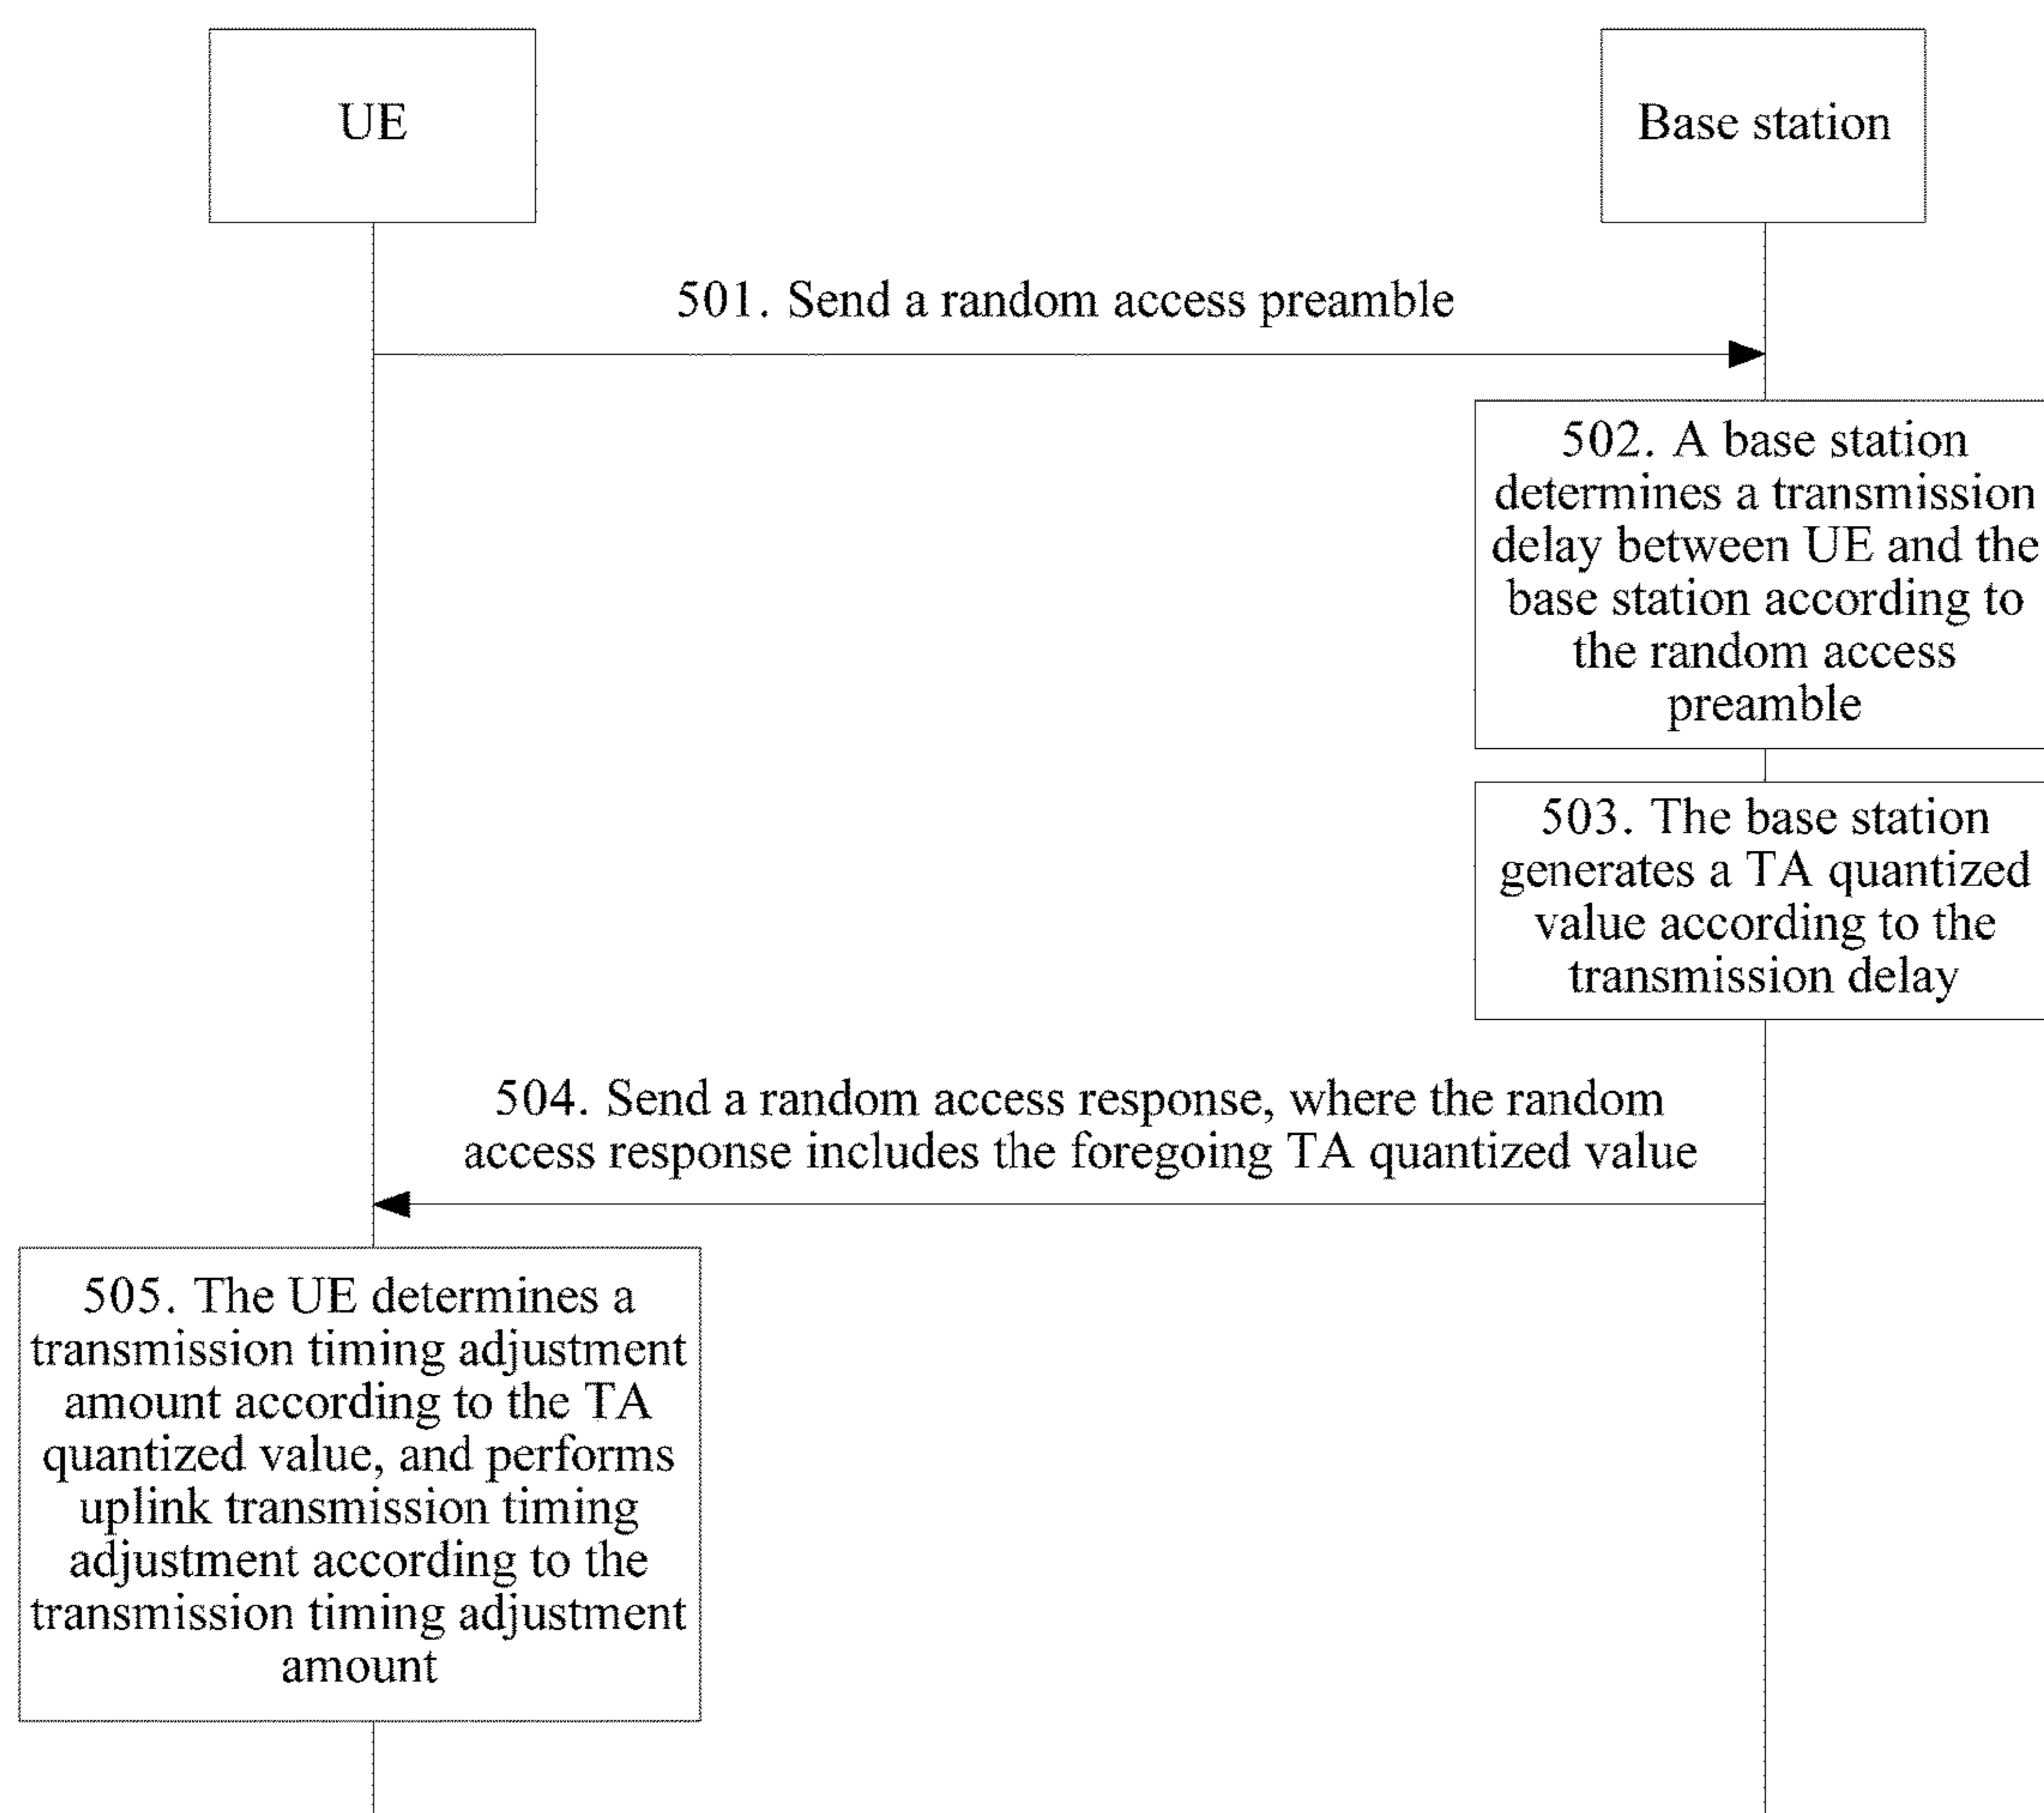 UE
Base station
501. Send a random access preamble
502. A base station
determines a transmission
delay between UE and the
base station according to
the random access
preamble
503. The base station
generates a TA quantized
value according to the
transmission delay
504. Send a random access response, where the random
access response includes the foregoing TA quantized value
505. The UE determines a
transmission timing adjustment
amount according to the TA
quantized value, and performs
uplink transmission timing
adjustment according to the
transmission timing adjustment
amount